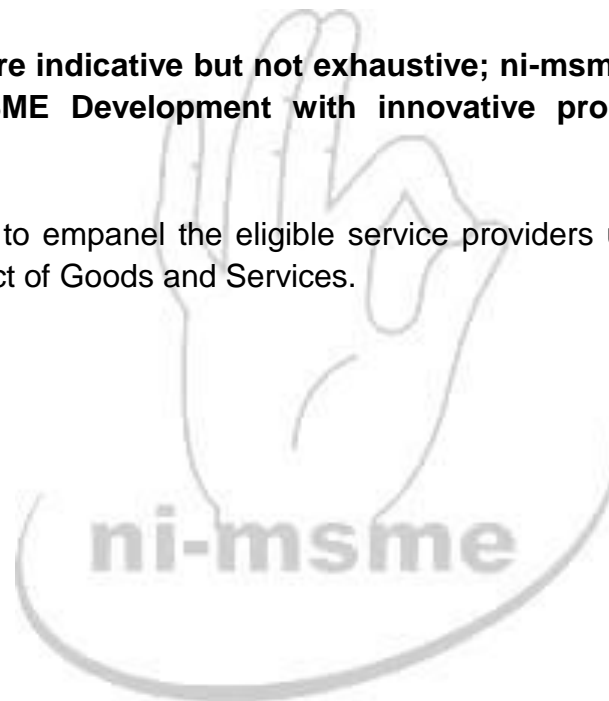 re indicative but not exhaustive; ni-msm
SME Development with innovative pro
to empanel the eligible service providers u
ct of Goods and Services.
ni-msme